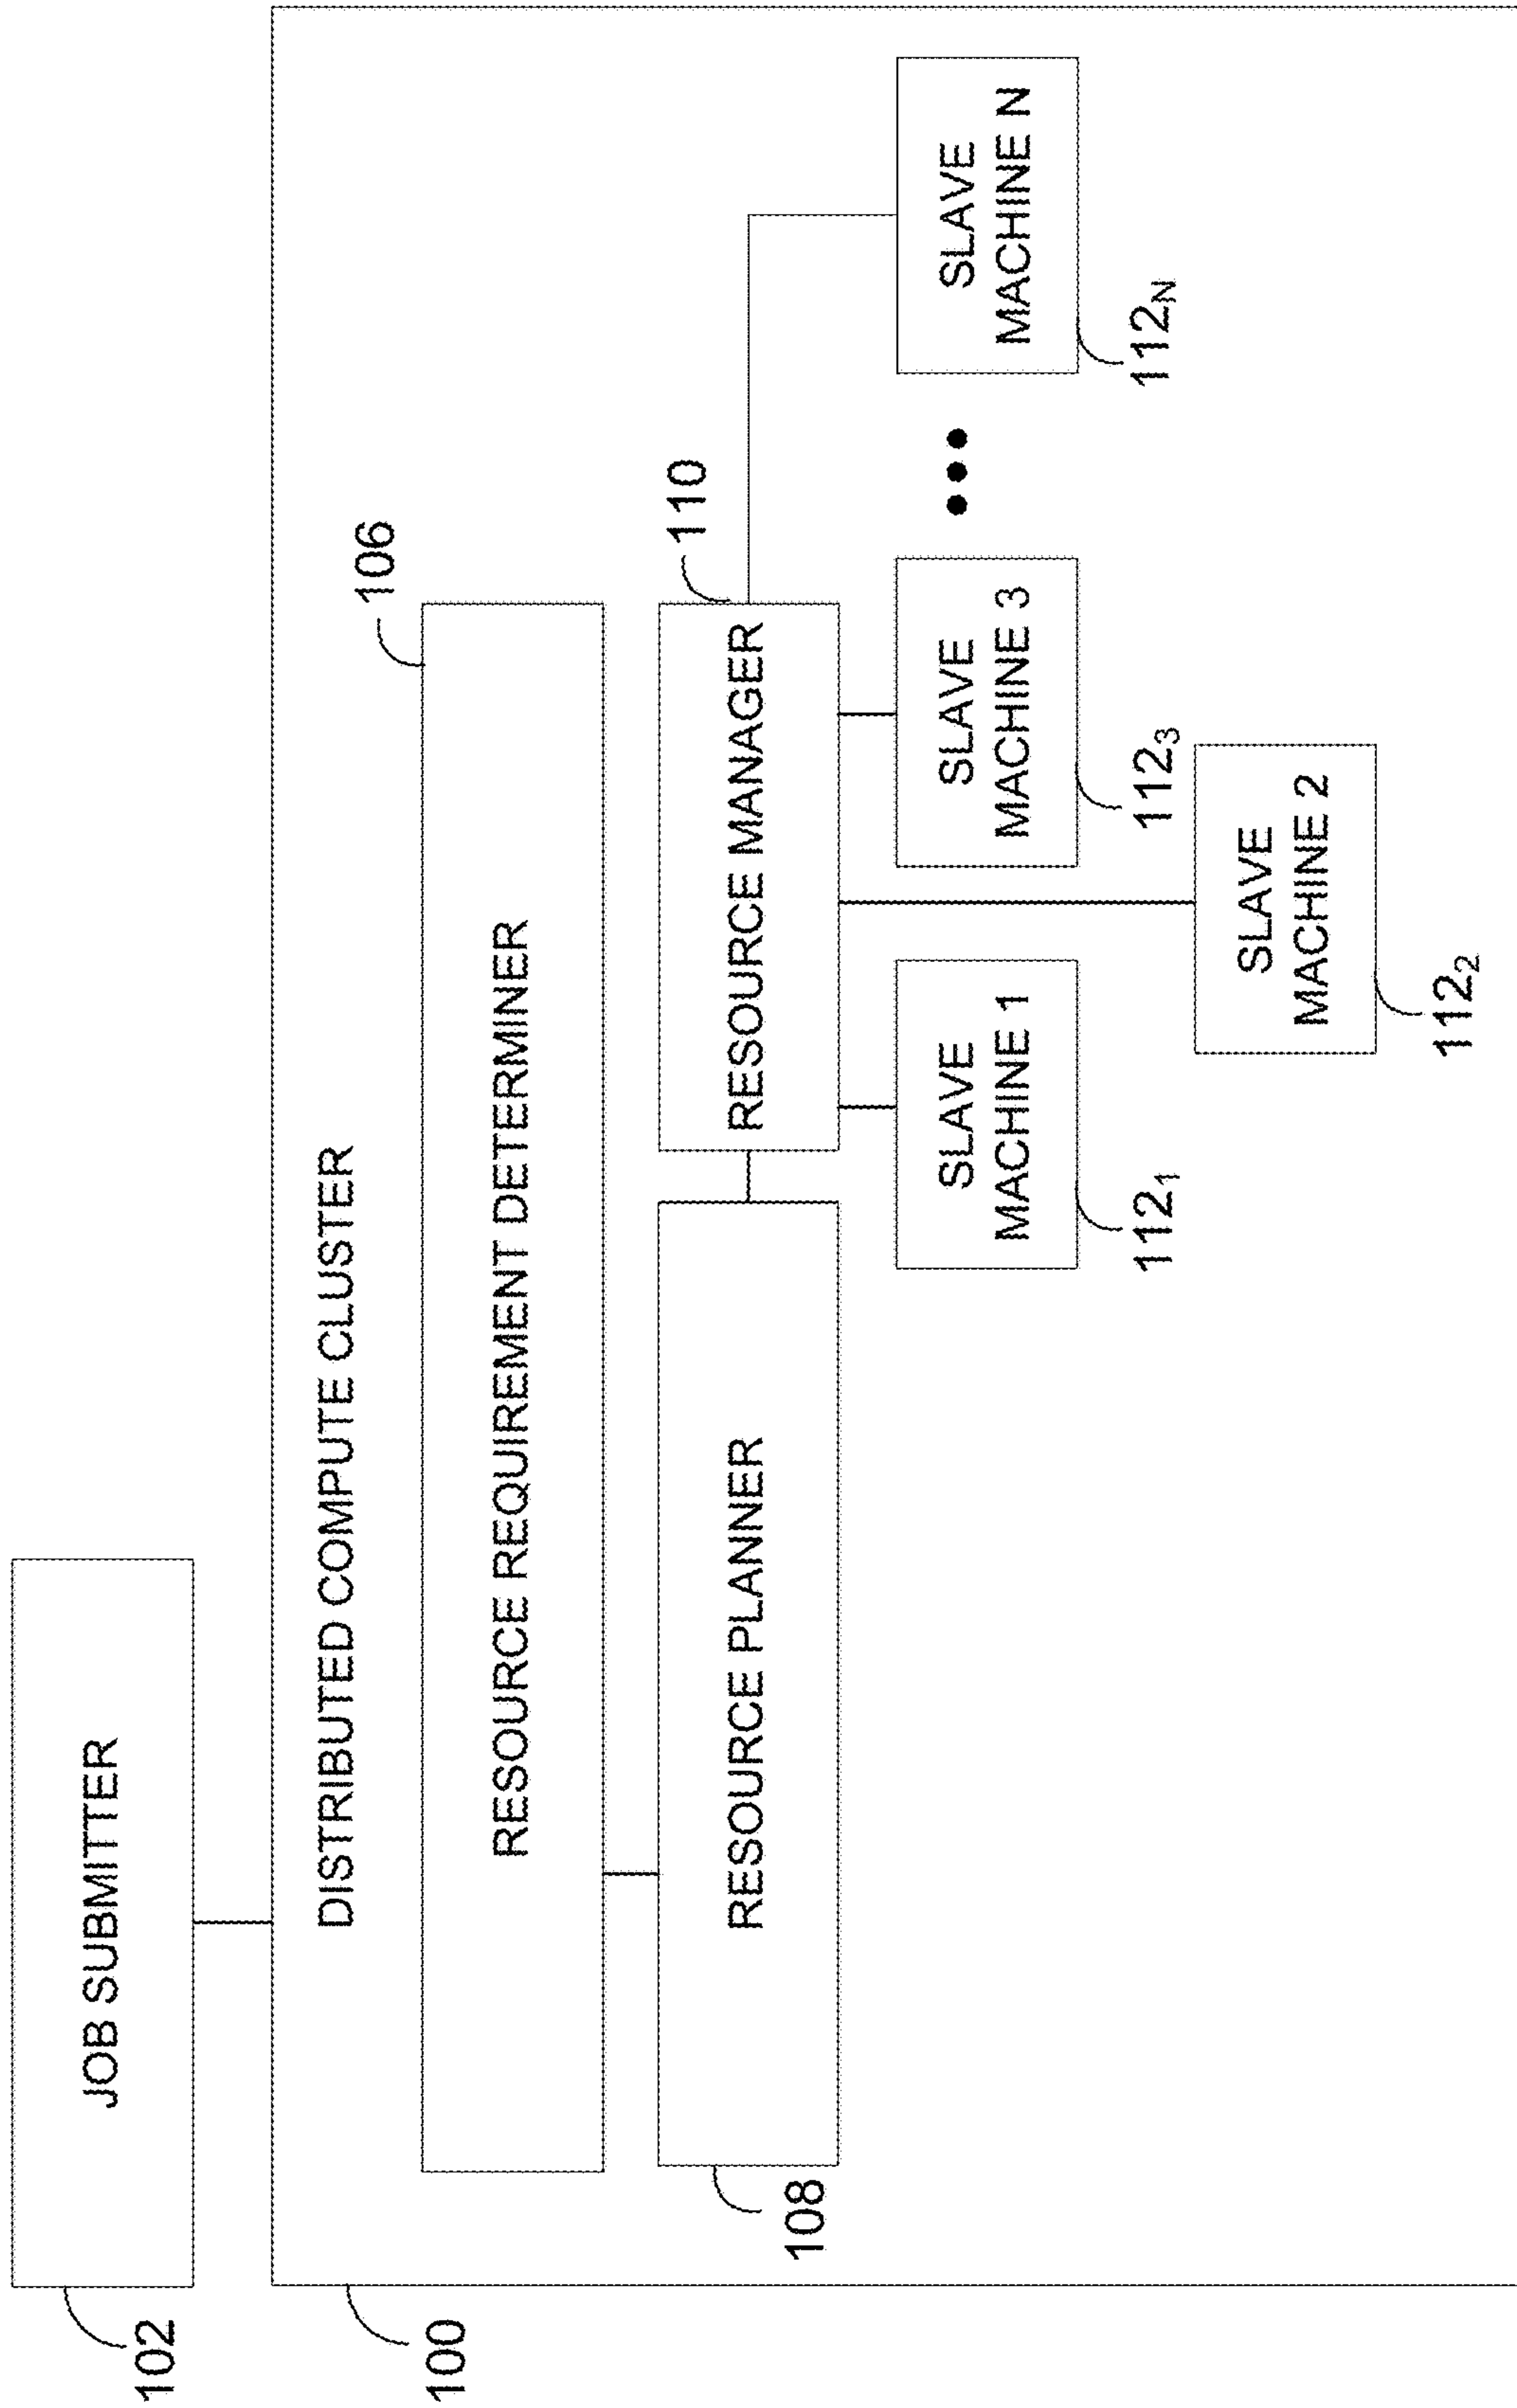 102
JOB SUBMITTER
100
DISTRIBUTED COMPUTE CLUSTER
106
RESOURCE REQUIREMENT DETERMINER
108
RESOURCE PLANNER
RESOURCE MANAGER
110
SLAVE
MACHINE 1
112₁
SLAVE
MACHINE 2
112₂
SLAVE
MACHINE 3
112₃
SLAVE
MACHINE N
112N